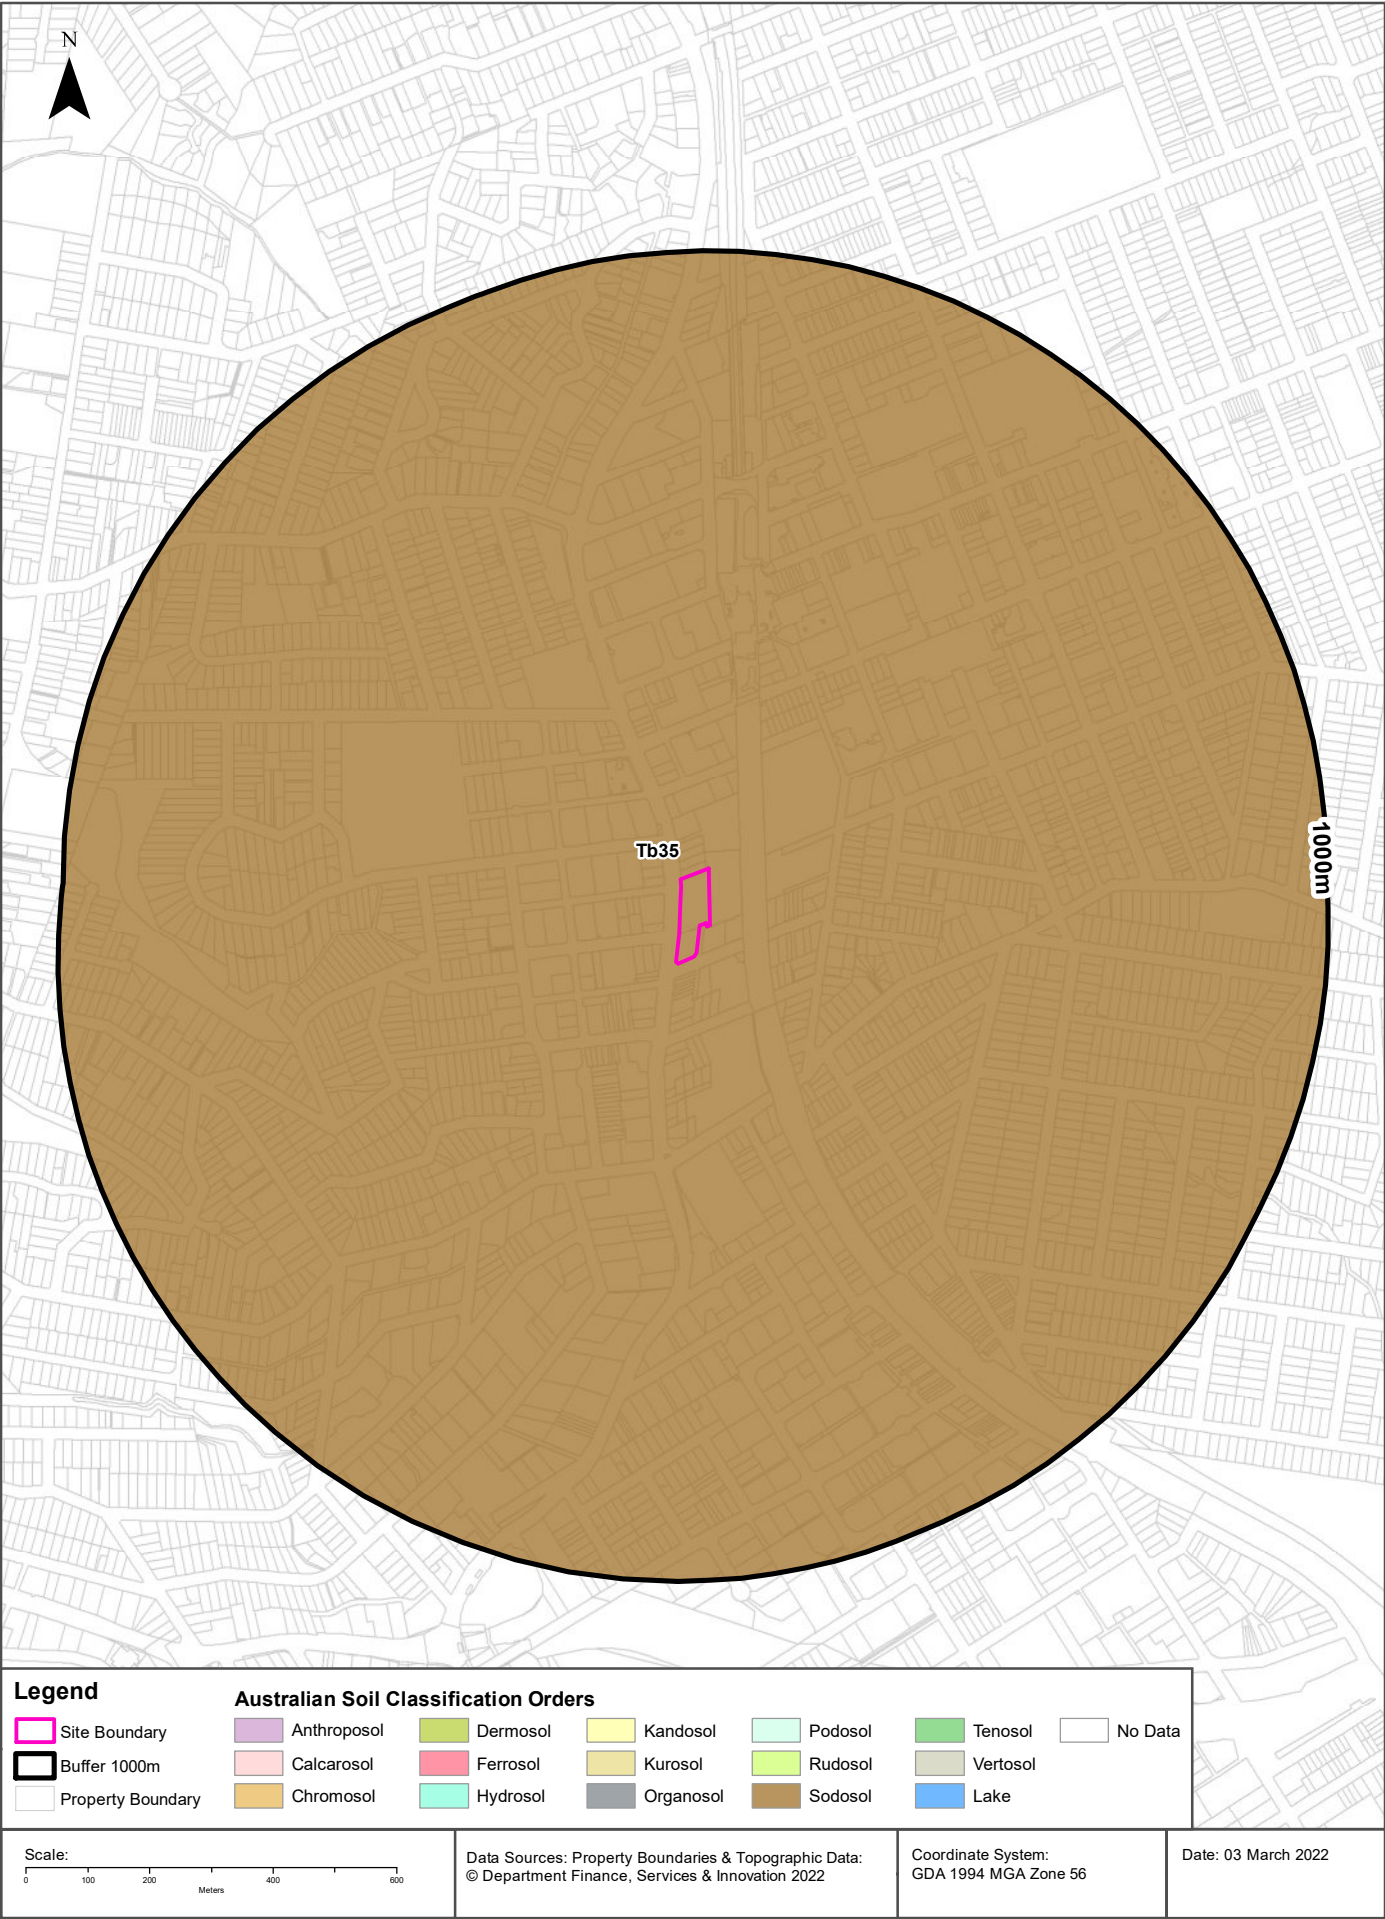 N
Tb35
1000m
Legend
Site Boundary
Buffer 1000m
Property Boundary
Australian Soil Classification Orders
Anthroposol
Dermosol
Kandosol
Podosol
Tenosol
No Data
Calcarosol
Ferrosol
Kurosol
Rudosol
Vertosol
Chromosol
Hydrosol
Organosol
Sodosol
Lake
Scale:
0 100 200 400 600
Meters
Data Sources: Property Boundaries & Topographic Data:
© Department Finance, Services & Innovation 2022
Coordinate System:
GDA 1994 MGA Zone 56
Date: 03 March 2022